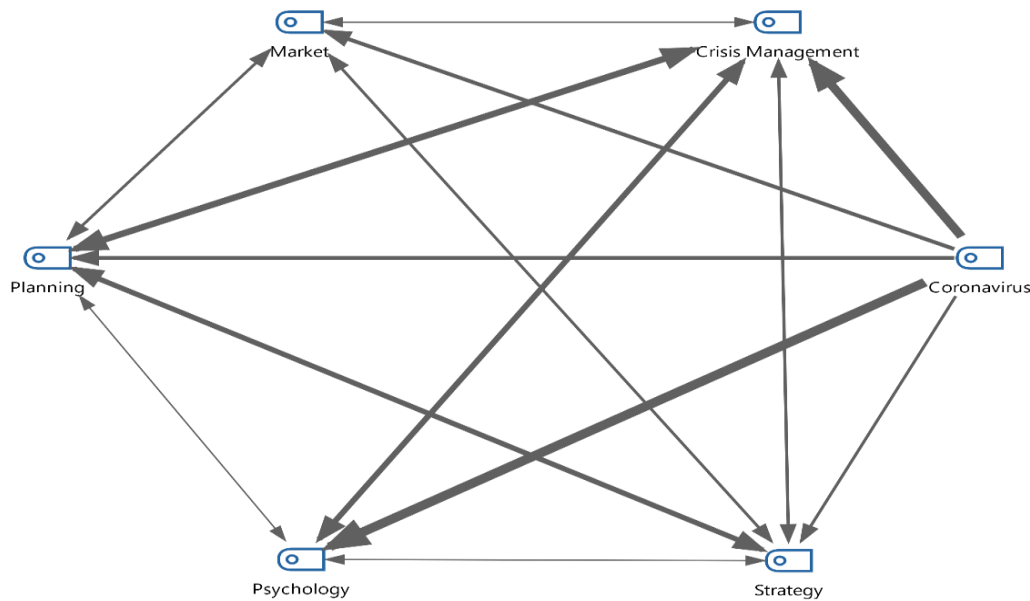 Market
Crisis Management
Planning
Coronavirus
Psychology
Strategy